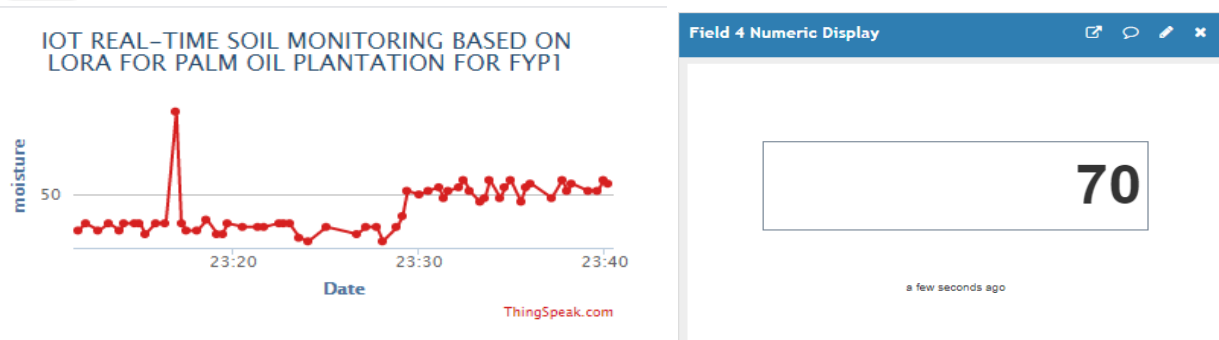 IOT REAL-TIME SOIL MONITORING BASED ON
LORA FOR PALM OIL PLANTATION FOR FYP1
moisture
50
23:20
23:30
23:40
Date
ThingSpeak.com
Field 4 Numeric Display
70
a few seconds ago